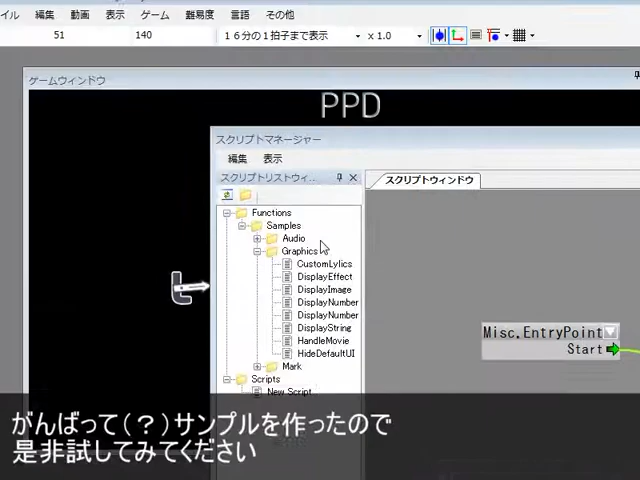 イル 編集 動画 表示 ゲーム 難易度 言語 その他
51 140 16分の1拍子まで表示 x 1.0
ゲームウィンドウ
PPD
スクリプトマネージャー
編集 表示
スクリプトリストウィ...
スクリプトウィンドウ
Functions
Samples
Audio
Graphics
CustomLylics
DisplayEffect
DisplayImage
DisplayNumber
DisplayNumber
DisplayString
HandleMovie
HideDefaultUI
Mark
Scripts
New Script
Misc.EntryPoint
Start
がんばって(?)サンプルを作ったので
是非試してみてください